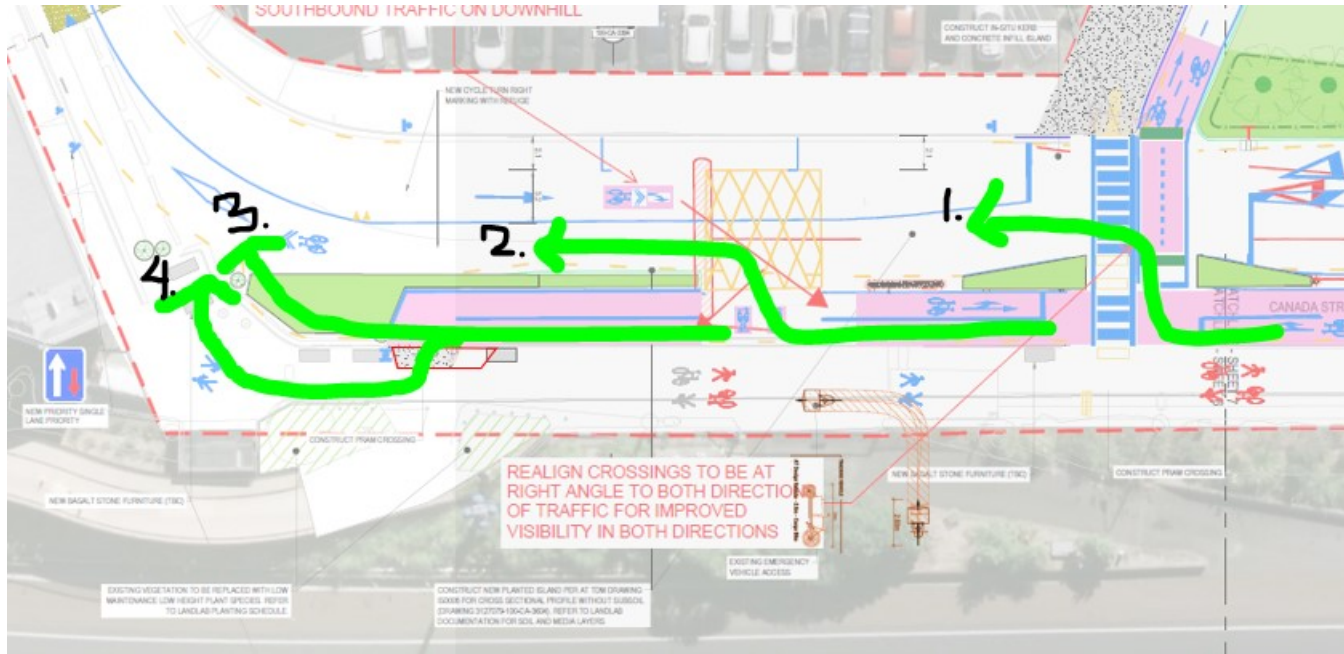 SOUTHBOUND TRAFFIC ON DOWNHILL
CONSTRUCT IN-SITU KERB
AND CONCRETE INFILL ISLAND
NEW CYCLE TURN RIGHT
MARKING WITH REFUGE
1.
2.
3.
4.
CANADA STR
SHEET 7
NEW PRIORITY SINGLE
LANE PRIORITY
CONSTRUCT PRAM CROSSING
REALIGN CROSSINGS TO BE AT
RIGHT ANGLE TO BOTH DIRECTION
OF TRAFFIC FOR IMPROVED
VISIBILITY IN BOTH DIRECTIONS
NEW BASALT STONE FURNITURE (TBC)
CONSTRUCT PRAM CROSSING
NEW BASALT STONE FURNITURE (TBC)
EXISTING EMERGENCY
VEHICLE ACCESS
EXISTING VEGETATION TO BE REPLACED WITH LOW
MAINTENANCE LOW HEIGHT PLANT SPECIES. REFER
TO LANDLAB PLANTING SCHEDULE
CONSTRUCT NEW PLANTED ISLAND PER AT TDM DRAWING
FOR CROSS SECTIONAL PROFILE WITHOUT SUBSOIL
REFER TO LANDLAB
DOCUMENTATION FOR SOIL AND MEDIA LAYERS